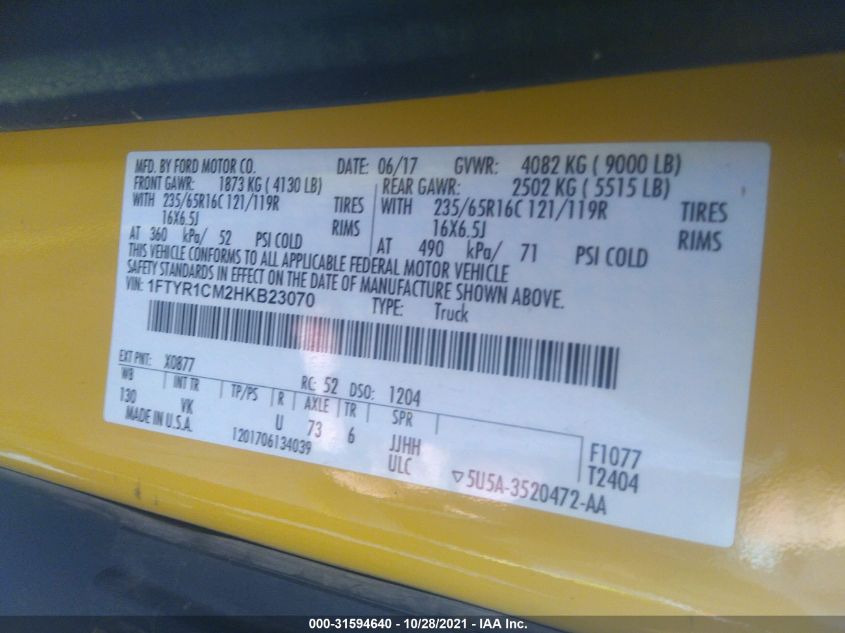 MFD. BY FORD MOTOR CO. DATE: 06/17 GVWR: 4082 KG ( 9000 LB)
FRONT GAWR: 1873 KG ( 4130 LB) REAR GAWR: 2502 KG ( 5515 LB)
WITH 235/65R16C 121/119R TIRES WITH 235/65R16C 121/119R TIRES
16X6.5J RIMS 16X6.5J RIMS
AT 360 kPa/ 52 PSI COLD AT 490 kPa/ 71 PSI COLD
THIS VEHICLE CONFORMS TO ALL APPLICABLE FEDERAL MOTOR VEHICLE
SAFETY STANDARDS IN EFFECT ON THE DATE OF MANUFACTURE SHOWN ABOVE.
VIN: 1FTYR1CM2HKB23070
TYPE: Truck
EXT PNT: X0877 RC: 52 DSO: 1204
WB INT TR TP/PS R AXLE TR SPR
130 VK U 73 6 JJHH F1077
MADE IN U.S.A. 1201706134039 ULC T2404
▽5U5A-3520472-AA
000-31594640 - 10/28/2021 - IAA Inc.